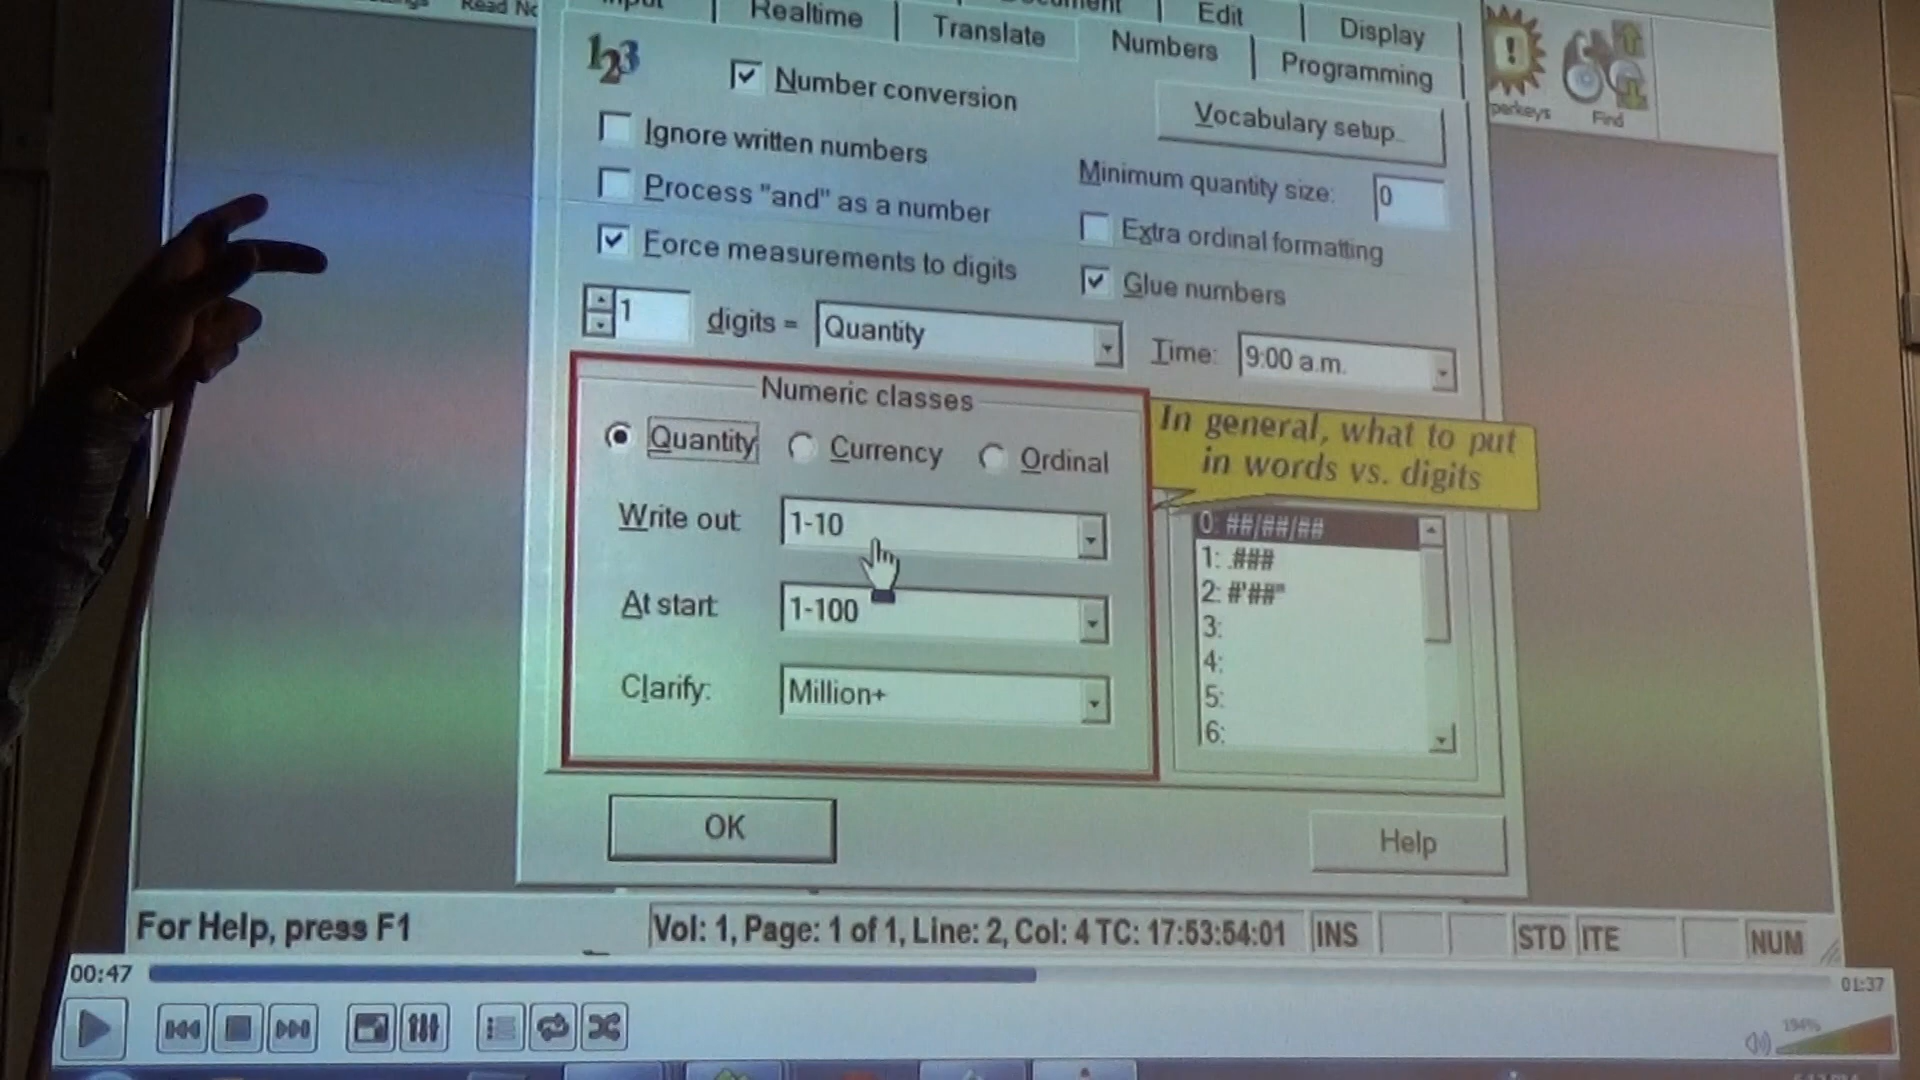 Read
Input
Realtime
Translate
Numbers
Edit
Display
Programming
123
Number conversion
Vocabulary setup...
Find
Ignore written numbers
Process "and" as a number
Force measurements to digits
Minimum quantity size:
0
Extra ordinal formatting
Glue numbers
1
digits =
Quantity
Time:
9:00 a.m.
Numeric classes
Quantity
Currency
Ordinal
In general, what to put
in words vs. digits
Write out:
1-10
At start:
1-100
Clarify:
Million+
0: ##/##/##
1: .###
2: #'##"
3:
4:
5:
6:
OK
Help
For Help, press F1
Vol: 1, Page: 1 of 1, Line: 2, Col: 4 TC: 17:53:54:01
INS
STD
ITE
NUM
00:47
01:37
194%